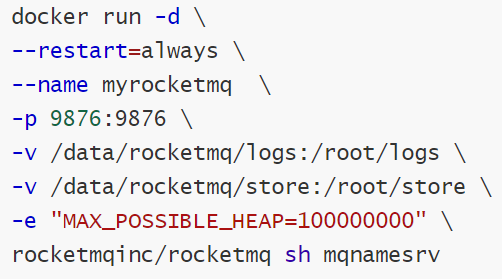 docker run -d \
--restart=always \
--name myrocketmq  \
-p 9876:9876 \
-v /data/rocketmq/logs:/root/logs \
-v /data/rocketmq/store:/root/store \
-e "MAX_POSSIBLE_HEAP=100000000" \
rocketmqinc/rocketmq sh mqnamesrv